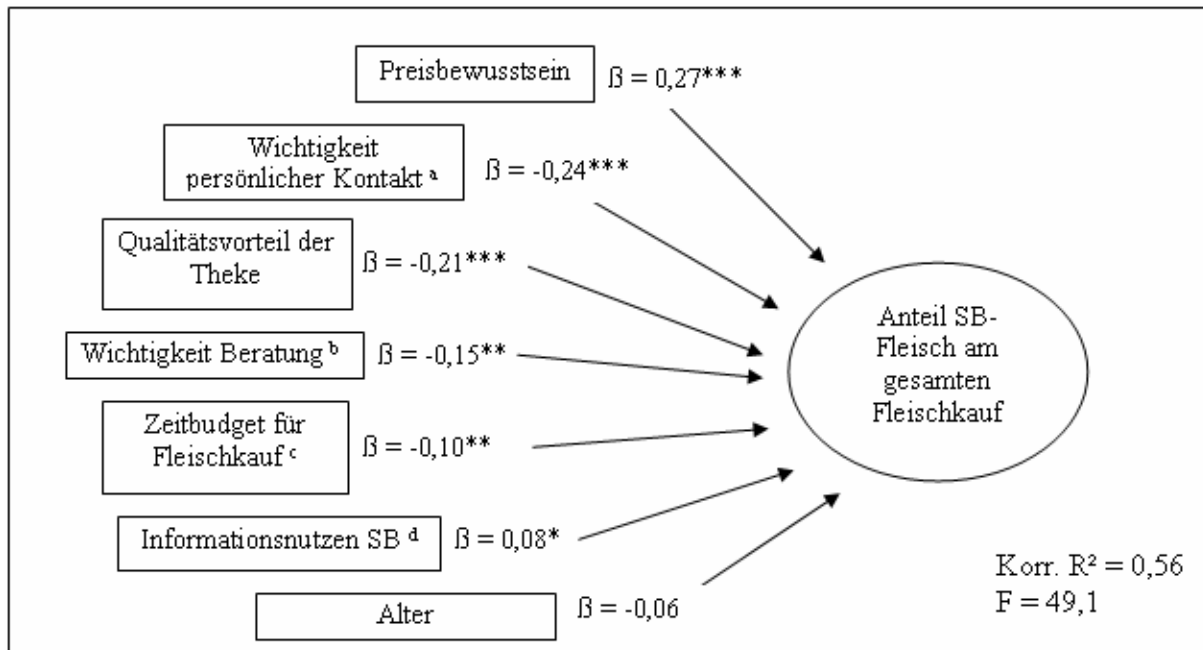 Preisbewusstsein
ß = 0,27***
Wichtigkeit
persönlicher Kontakt ª
ß = -0,24***
Qualitätsvorteil der
Theke
ß = -0,21***
Wichtigkeit Beratung ᵇ
ß = -0,15**
Zeitbudget für
Fleischkauf ᶜ
ß = -0,10**
Informationsnutzen SB ᵈ
ß = 0,08*
Alter
ß = -0,06
Anteil SB-
Fleisch am
gesamten
Fleischkauf
Korr. R² = 0,56
F = 49,1